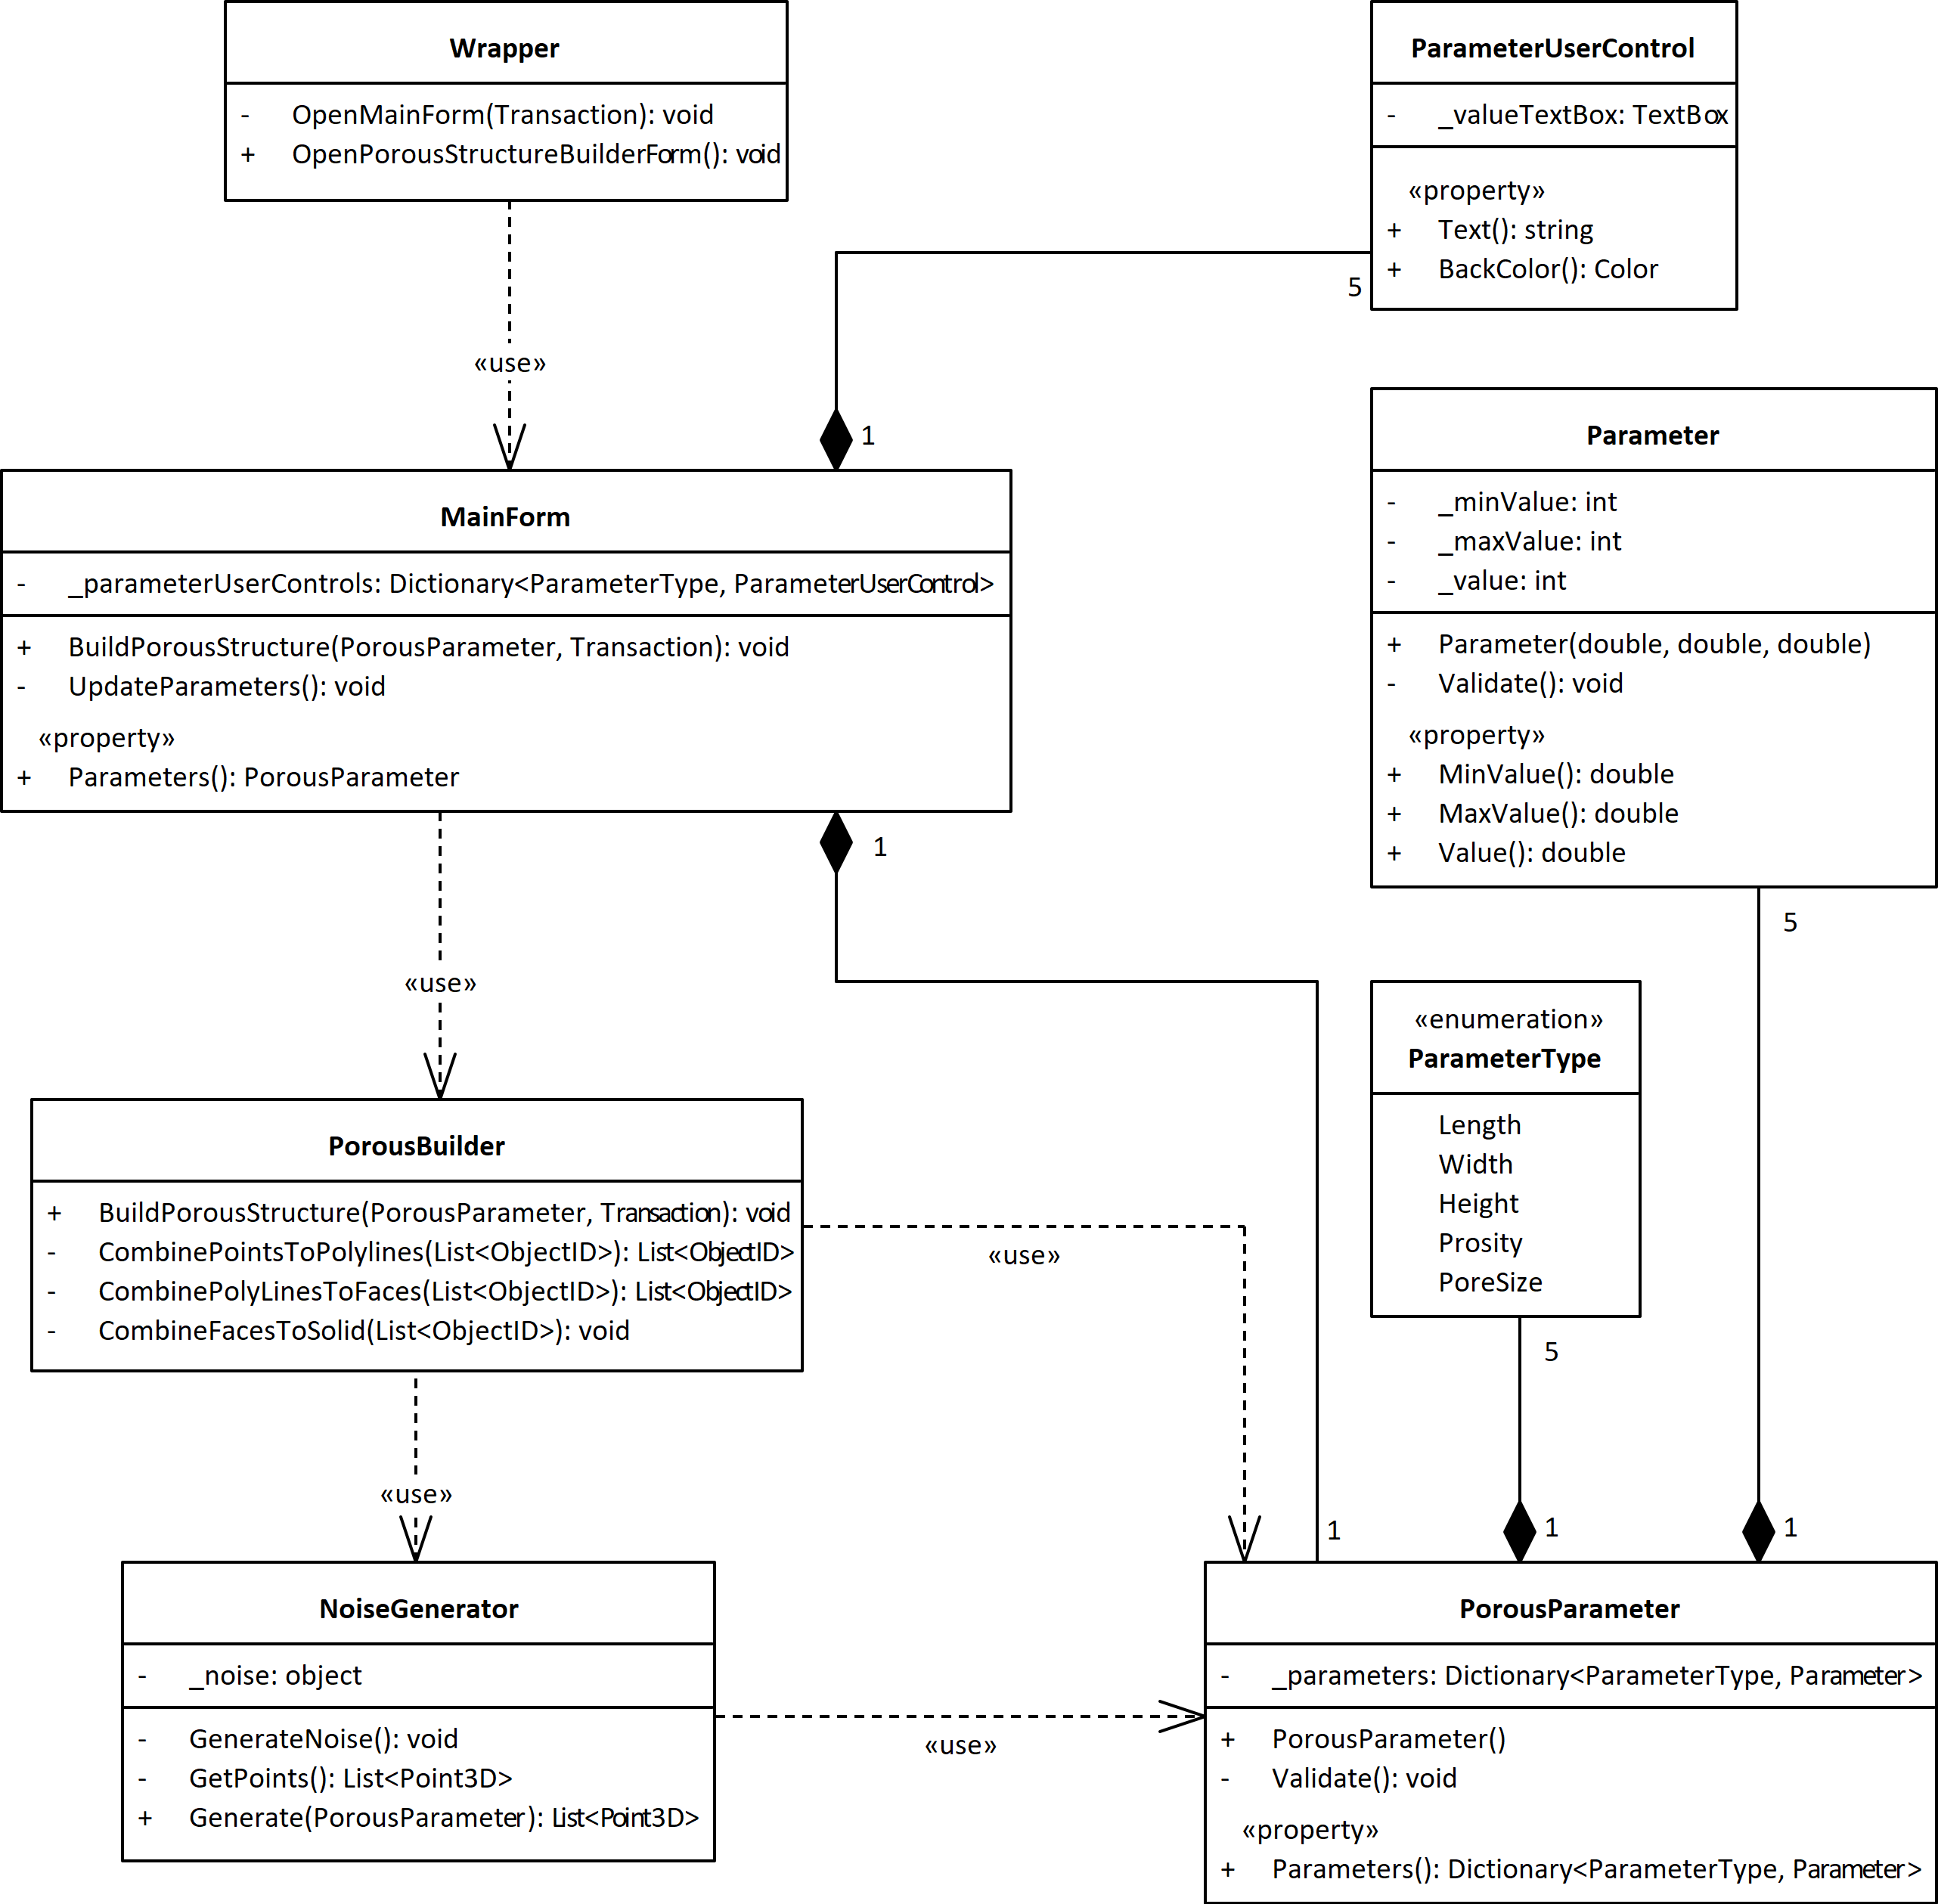 Wrapper
- OpenMainForm(Transaction): void
+ OpenPorousStructureBuilderForm(): void
«use»
ParameterUserControl
- _valueTextBox: TextBox
«property»
+ Text(): string
+ BackColor(): Color
5
1
MainForm
- _parameterUserControls: Dictionary<ParameterType, ParameterUserControl>
+ BuildPorousStructure(PorousParameter, Transaction): void
- UpdateParameters(): void
«property»
+ Parameters(): PorousParameter
1
Parameter
- _minValue: int
- _maxValue: int
- _value: int
+ Parameter(double, double, double)
- Validate(): void
«property»
+ MinValue(): double
+ MaxValue(): double
+ Value(): double
5
«use»
«enumeration»
ParameterType
Length
Width
Height
Prosity
PoreSize
5
PorousBuilder
+ BuildPorousStructure(PorousParameter, Transaction): void
- CombinePointsToPolylines(List<ObjectID>): List<ObjectID>
- CombinePolyLinesToFaces(List<ObjectID>): List<ObjectID>
- CombineFacesToSolid(List<ObjectID>): void
«use»
«use»
1
1
1
NoiseGenerator
- _noise: object
- GenerateNoise(): void
- GetPoints(): List<Point3D>
+ Generate(PorousParameter): List<Point3D>
«use»
PorousParameter
- _parameters: Dictionary<ParameterType, Parameter>
+ PorousParameter()
- Validate(): void
«property»
+ Parameters(): Dictionary<ParameterType, Parameter>